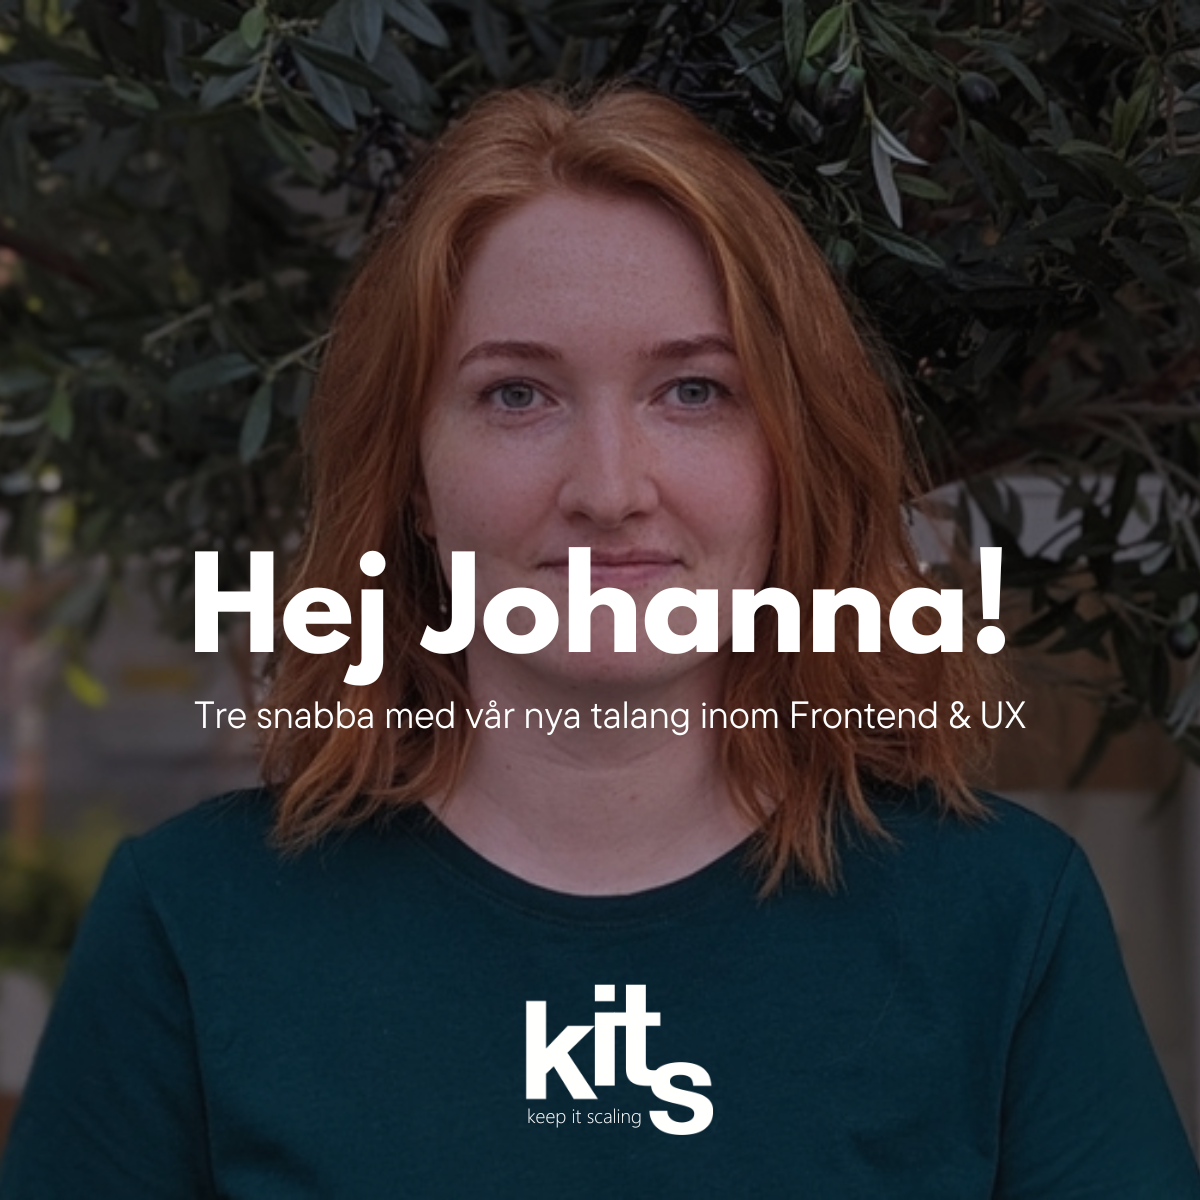 Hej Johanna!
Tre snabba med vår nya talang inom Frontend & UX
kits
keep it scaling